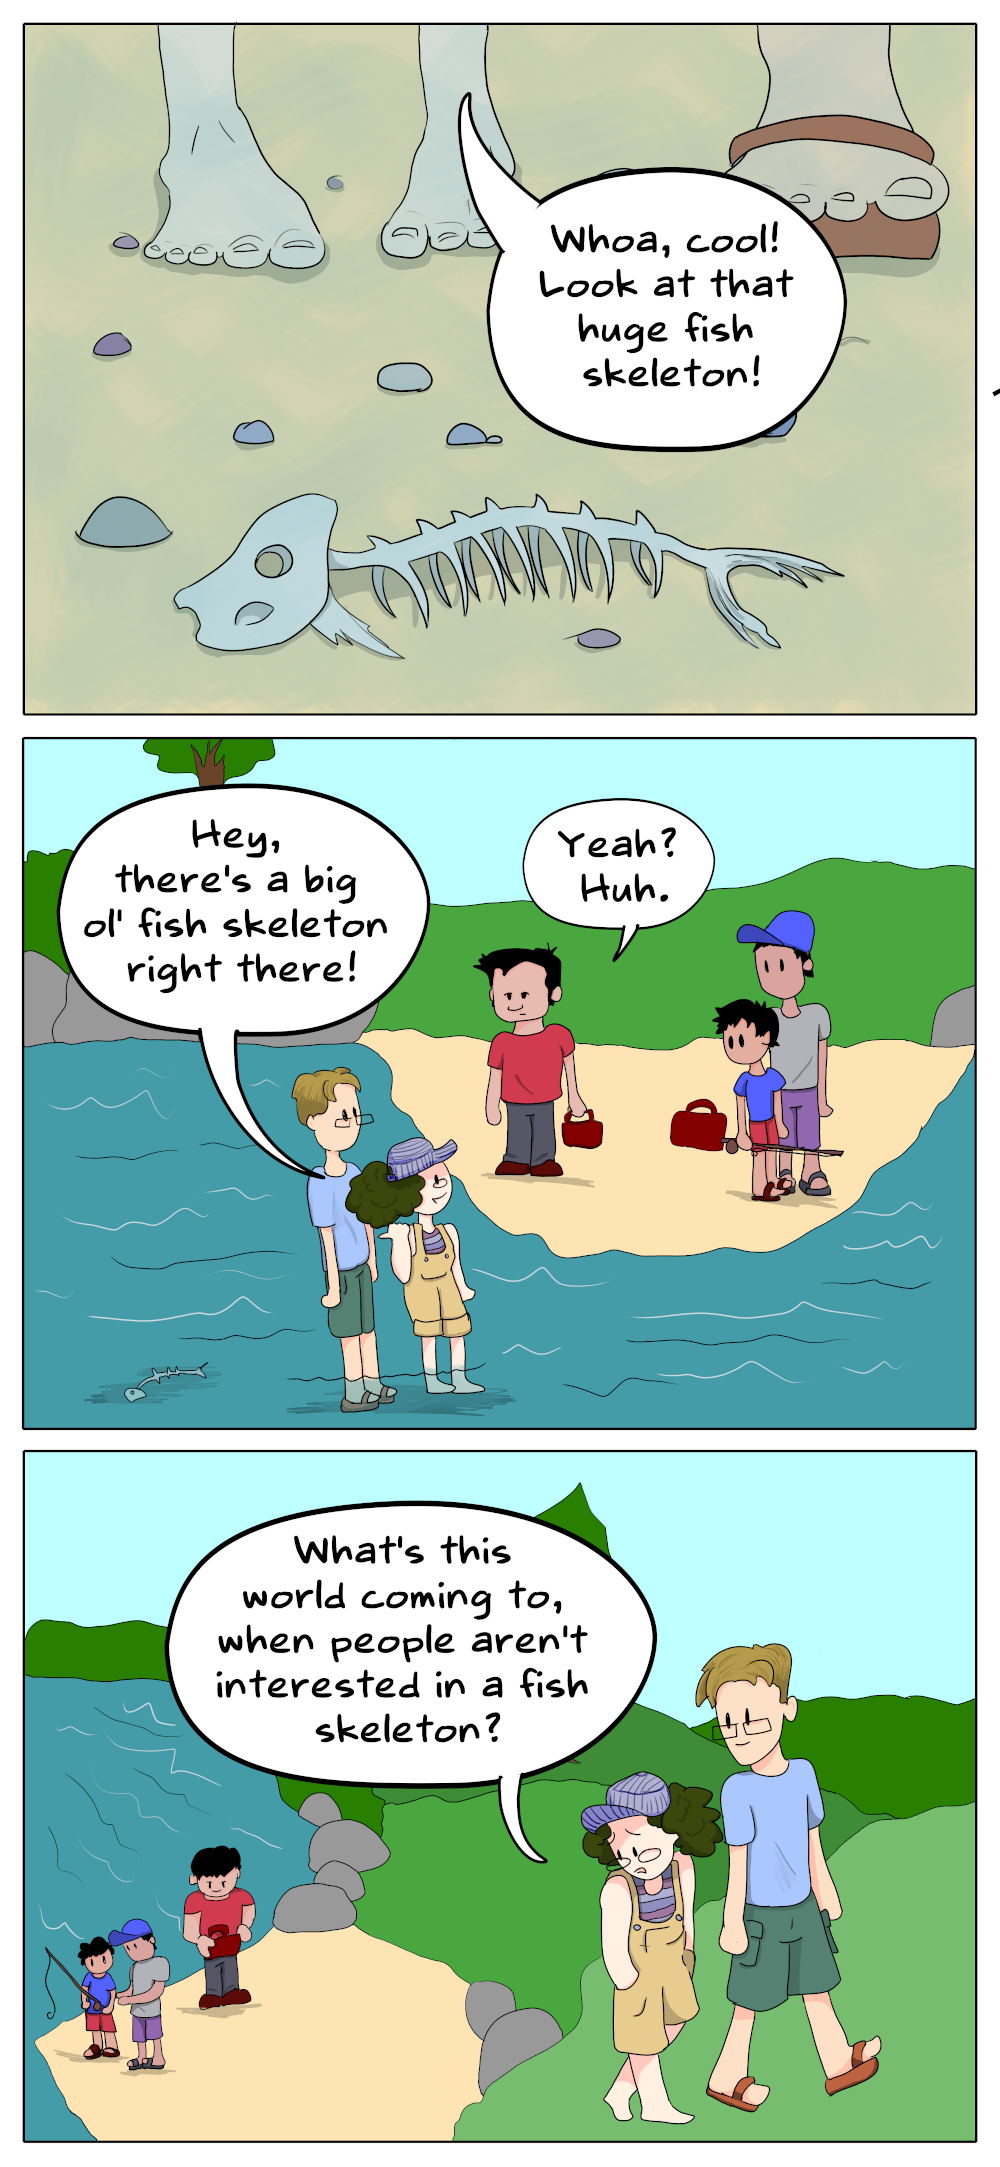 Whoa, cool!
Look at that
huge fish
skeleton!
Hey,
there's a big
ol' fish skeleton
right there!
Yeah?
Huh.
What's this
world coming to,
when people aren't
interested in a fish
skeleton?